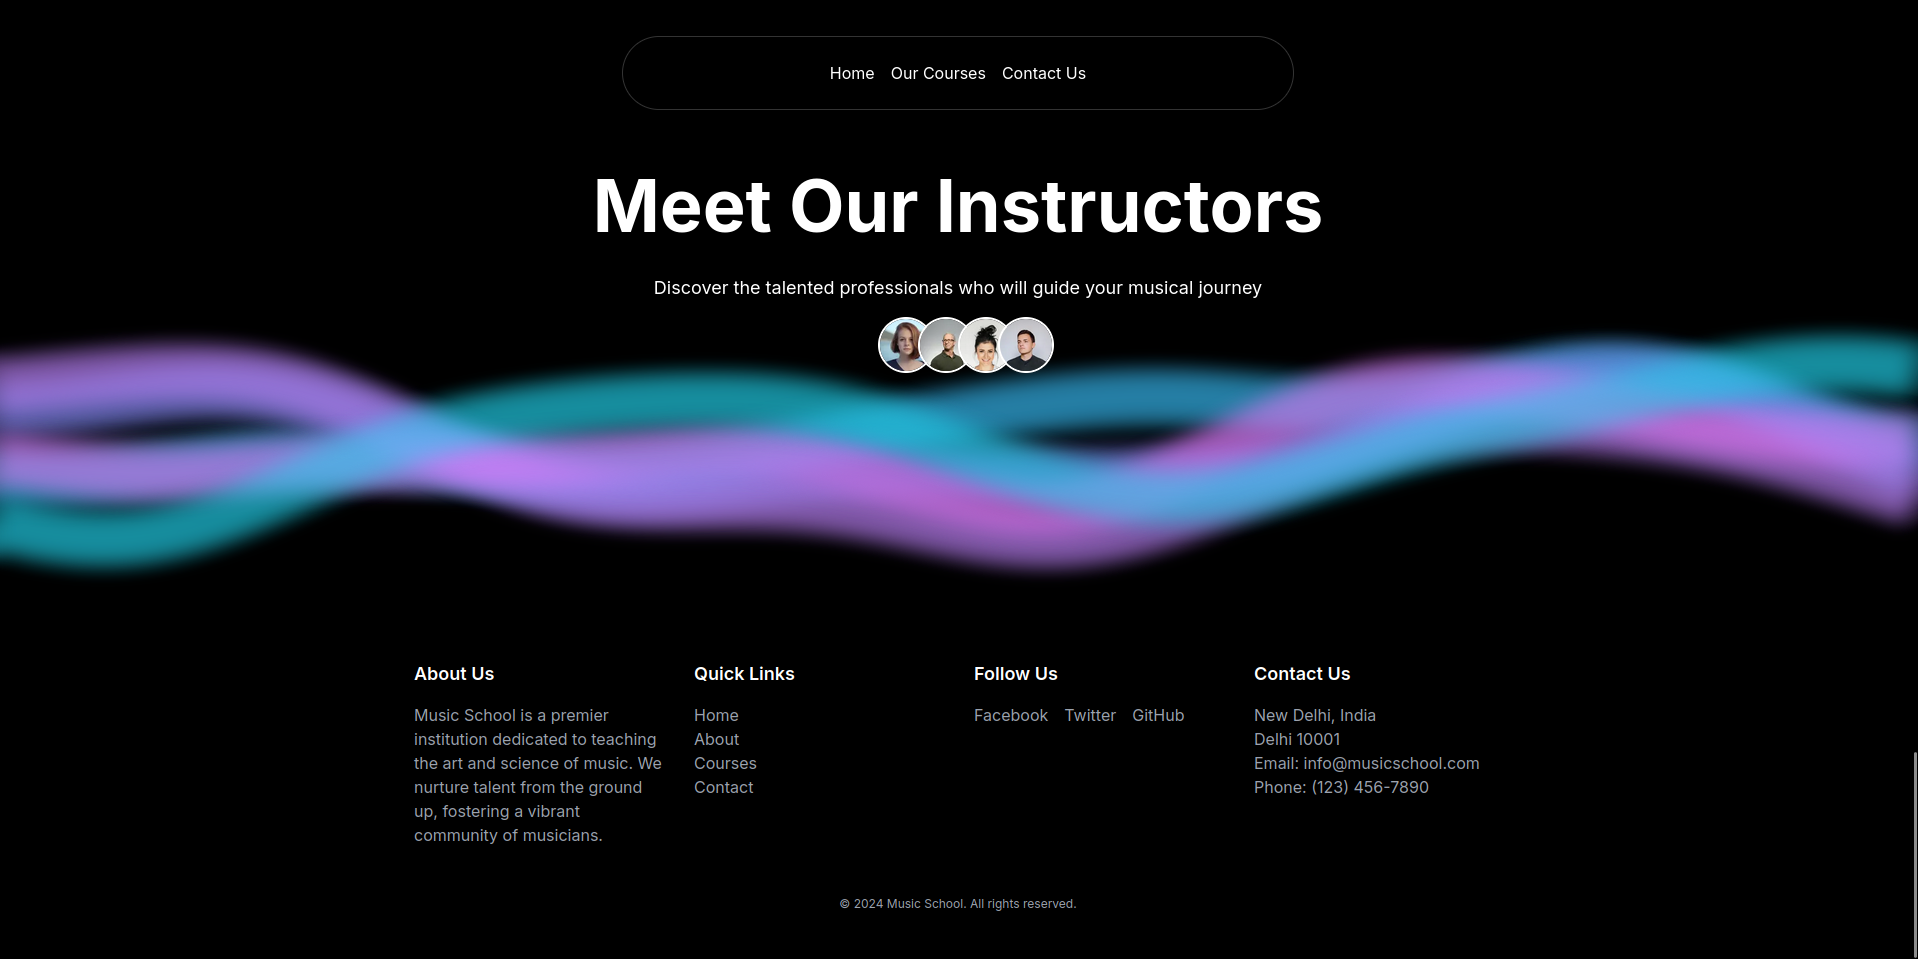 Home Our Courses Contact Us
Meet Our Instructors
Discover the talented professionals who will guide your musical journey
About Us
Music School is a premier
institution dedicated to teaching
the art and science of music. We
nurture talent from the ground
up, fostering a vibrant
community of musicians.
Quick Links
Home
About
Courses
Contact
Follow Us
Facebook Twitter GitHub
Contact Us
New Delhi, India
Delhi 10001
Email: info@musicschool.com
Phone: (123) 456-7890
© 2024 Music School. All rights reserved.